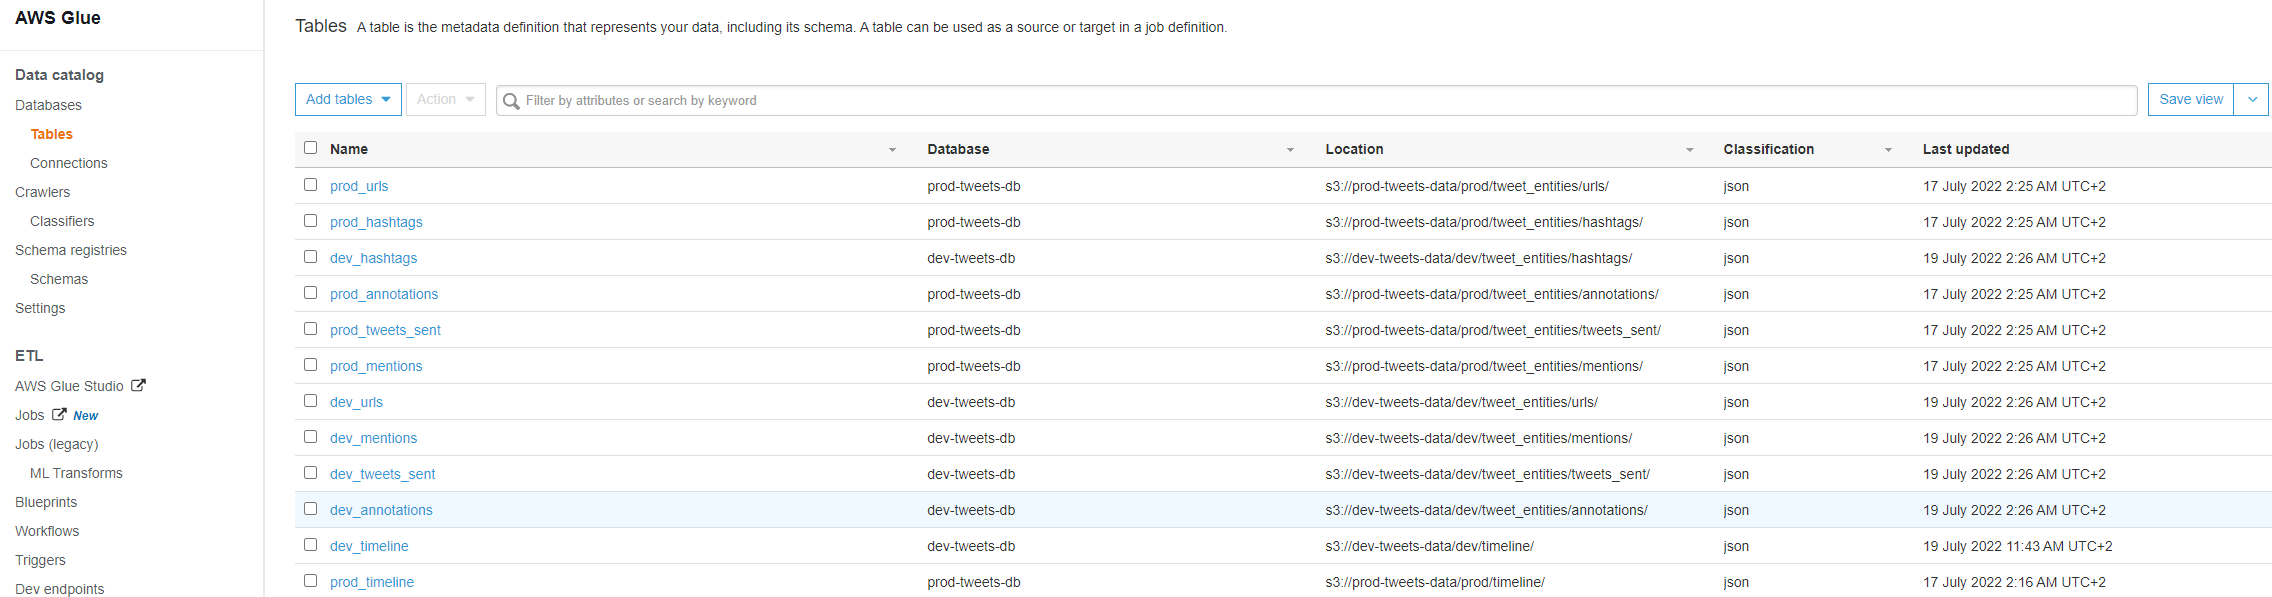 AWS Glue
Data catalog
Databases
Tables
Connections
Crawlers
Classifiers
Schema registries
Schemas
Settings
ETL
AWS Glue Studio
Jobs New
Jobs (legacy)
ML Transforms
Blueprints
Workflows
Triggers
Dev endpoints
Tables A table is the metadata definition that represents your data, including its schema. A table can be used as a source or target in a job definition.
Add tables Action Filter by attributes or search by keyword Save view
Name Database Location Classification Last updated
prod_urls prod-tweets-db s3://prod-tweets-data/prod/tweet_entities/urls/ json 17 July 2022 2:25 AM UTC+2
prod_hashtags prod-tweets-db s3://prod-tweets-data/prod/tweet_entities/hashtags/ json 17 July 2022 2:25 AM UTC+2
dev_hashtags dev-tweets-db s3://dev-tweets-data/dev/tweet_entities/hashtags/ json 19 July 2022 2:26 AM UTC+2
prod_annotations prod-tweets-db s3://prod-tweets-data/prod/tweet_entities/annotations/ json 17 July 2022 2:25 AM UTC+2
prod_tweets_sent prod-tweets-db s3://prod-tweets-data/prod/tweet_entities/tweets_sent/ json 17 July 2022 2:25 AM UTC+2
prod_mentions prod-tweets-db s3://prod-tweets-data/prod/tweet_entities/mentions/ json 17 July 2022 2:25 AM UTC+2
dev_urls dev-tweets-db s3://dev-tweets-data/dev/tweet_entities/urls/ json 19 July 2022 2:26 AM UTC+2
dev_mentions dev-tweets-db s3://dev-tweets-data/dev/tweet_entities/mentions/ json 19 July 2022 2:26 AM UTC+2
dev_tweets_sent dev-tweets-db s3://dev-tweets-data/dev/tweet_entities/tweets_sent/ json 19 July 2022 2:26 AM UTC+2
dev_annotations dev-tweets-db s3://dev-tweets-data/dev/tweet_entities/annotations/ json 19 July 2022 2:26 AM UTC+2
dev_timeline dev-tweets-db s3://dev-tweets-data/dev/timeline/ json 19 July 2022 11:43 AM UTC+2
prod_timeline prod-tweets-db s3://prod-tweets-data/prod/timeline/ json 17 July 2022 2:16 AM UTC+2